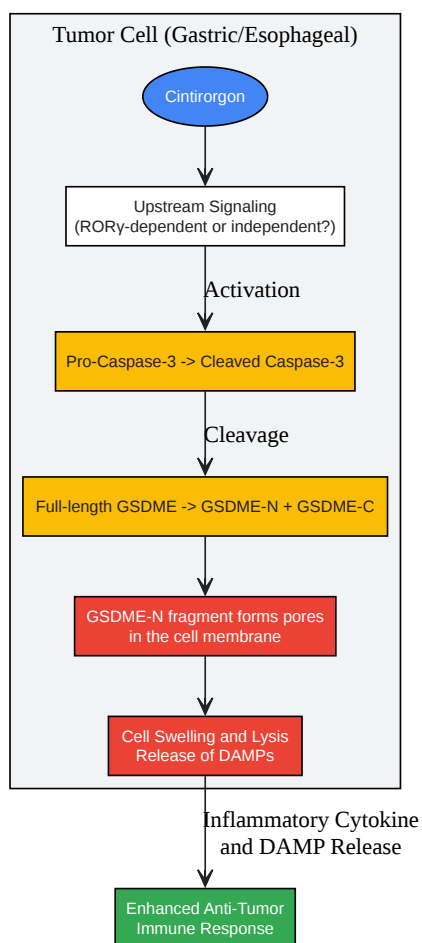 Tumor Cell (Gastric/Esophageal)
Cintirorgon
Upstream Signaling
(RORγ-dependent or independent?)
Activation
Pro-Caspase-3 -> Cleaved Caspase-3
Cleavage
Full-length GSDME -> GSDME-N + GSDME-C
GSDME-N fragment forms pores
in the cell membrane
Cell Swelling and Lysis
Release of DAMPs
Inflammatory Cytokine
and DAMP Release
Enhanced Anti-Tumor
Immune Response